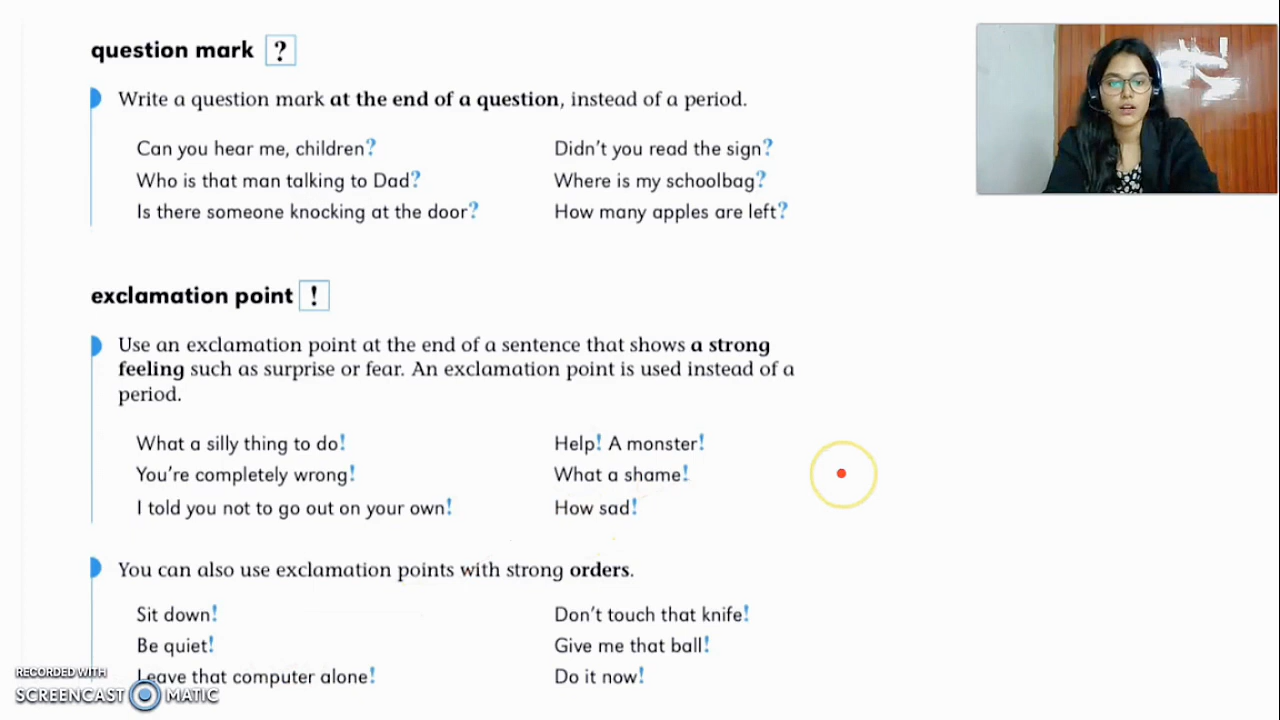 question mark ?
Write a question mark at the end of a question, instead of a period.
Can you hear me, children?
Didn't you read the sign?
Who is that man talking to Dad?
Where is my schoolbag?
Is there someone knocking at the door?
How many apples are left?
exclamation point !
Use an exclamation point at the end of a sentence that shows a strong
feeling such as surprise or fear. An exclamation point is used instead of a
period.
What a silly thing to do!
Help! A monster!
You're completely wrong!
What a shame!
I told you not to go out on your own!
How sad!
You can also use exclamation points with strong orders.
Sit down!
Don't touch that knife!
Be quiet!
Give me that ball!
Leave that computer alone!
Do it now!
RECORDED WITH
SCREENCAST MATIC